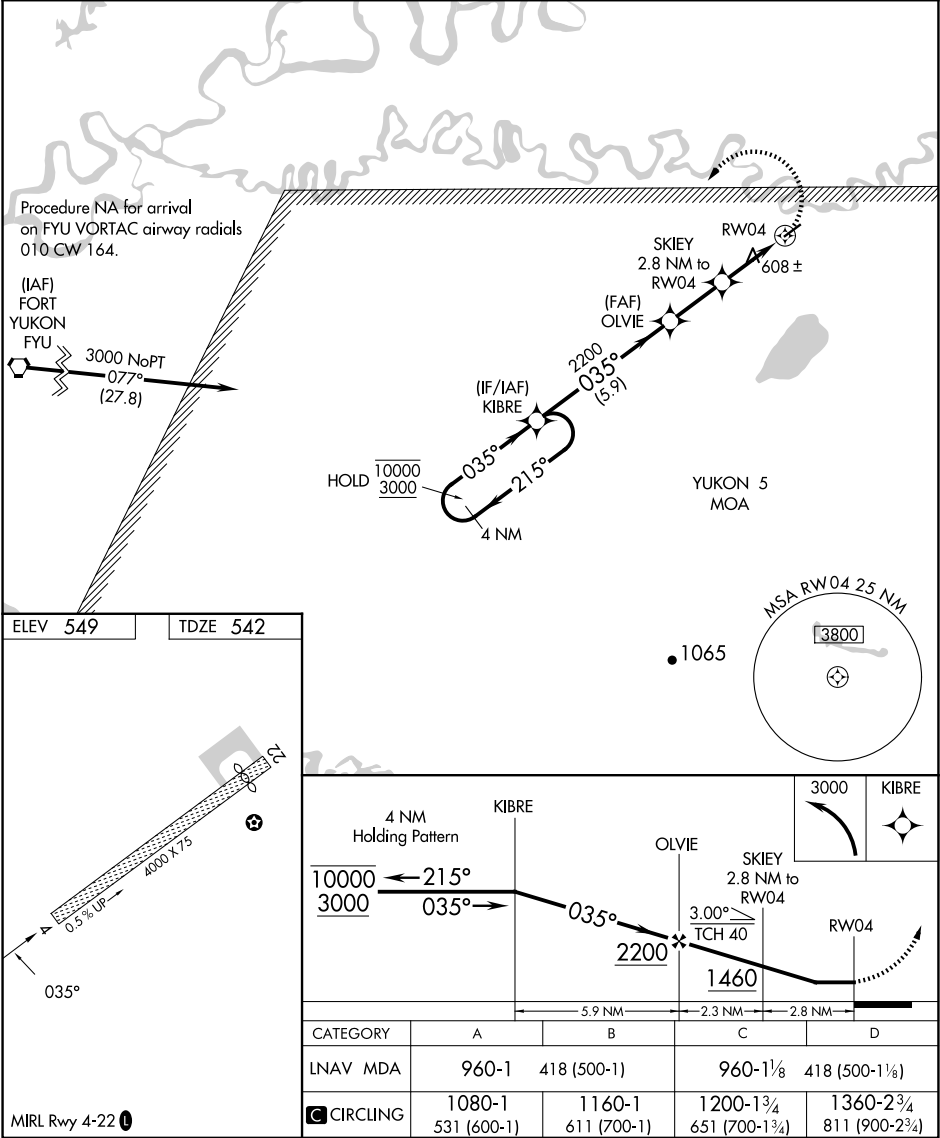 Procedure NA for arrival
on FYU VORTAC airway radials
010 CW 164.
(IAF)
FORT
YUKON
FYU
3000 NoPT
077°
(27.8)
RW04
608 ±
SKIEY
2.8 NM to
RW04
(FAF)
OLVIE
2200
035°
(5.9)
(IF/IAF)
KIBRE
035°
215°
HOLD 10000
3000
4 NM
YUKON 5
MOA
1065
MSA RW 04 25 NM
3800
ELEV 549
TDZE 542
22
4000 X 75
0.5 % UP
4
035°
MIRL Rwy 4-22 L
4 NM
Holding Pattern
KIBRE
10000
3000
215°
035°
035°
OLVIE
2200
3.00°
TCH 40
SKIEY
2.8 NM to
RW04
1460
RW04
3000
KIBRE
5.9 NM
2.3 NM
2.8 NM
CATEGORY A B C D
LNAV MDA 960-1 418 (500-1) 960-1⅛ 418 (500-1⅛)
C CIRCLING 1080-1 1160-1 1200-1¾ 1360-2¾
531 (600-1) 611 (700-1) 651 (700-1¾) 811 (900-2¾)